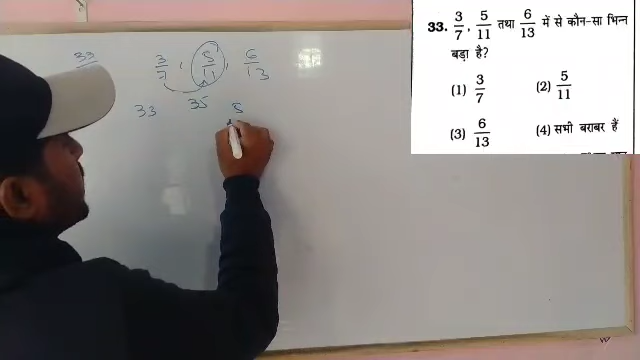 33. 3/7, 5/11 तथा 6/13 में से कौन-सा भिन्न
बड़ा है?
(1) 3/7 (2) 5/11
(3) 6/13 (4) सभी बराबर हैं
33
3/7, 5/11, 6/13
33 35 5